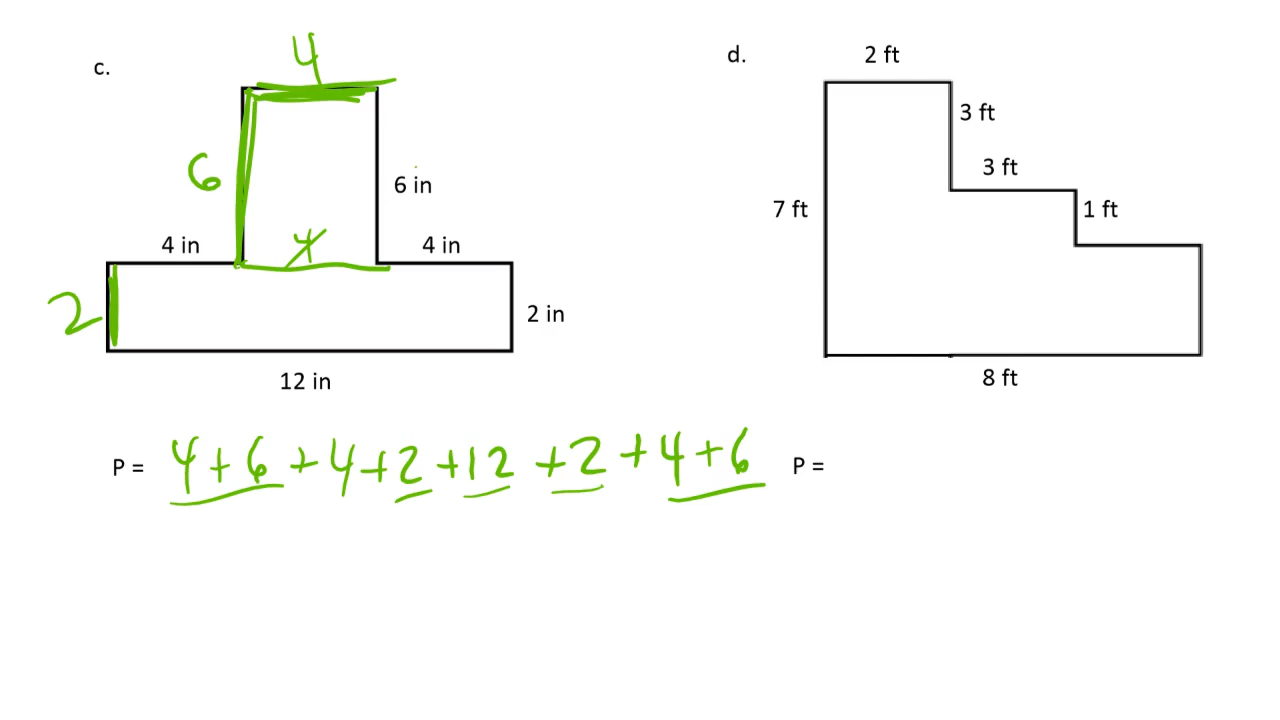 c.
4
6
6 in
4 in
4
4 in
2
2 in
12 in
P = 4+6+4+2+12+2+4+6
d.
2 ft
3 ft
3 ft
7 ft
1 ft
8 ft
P =